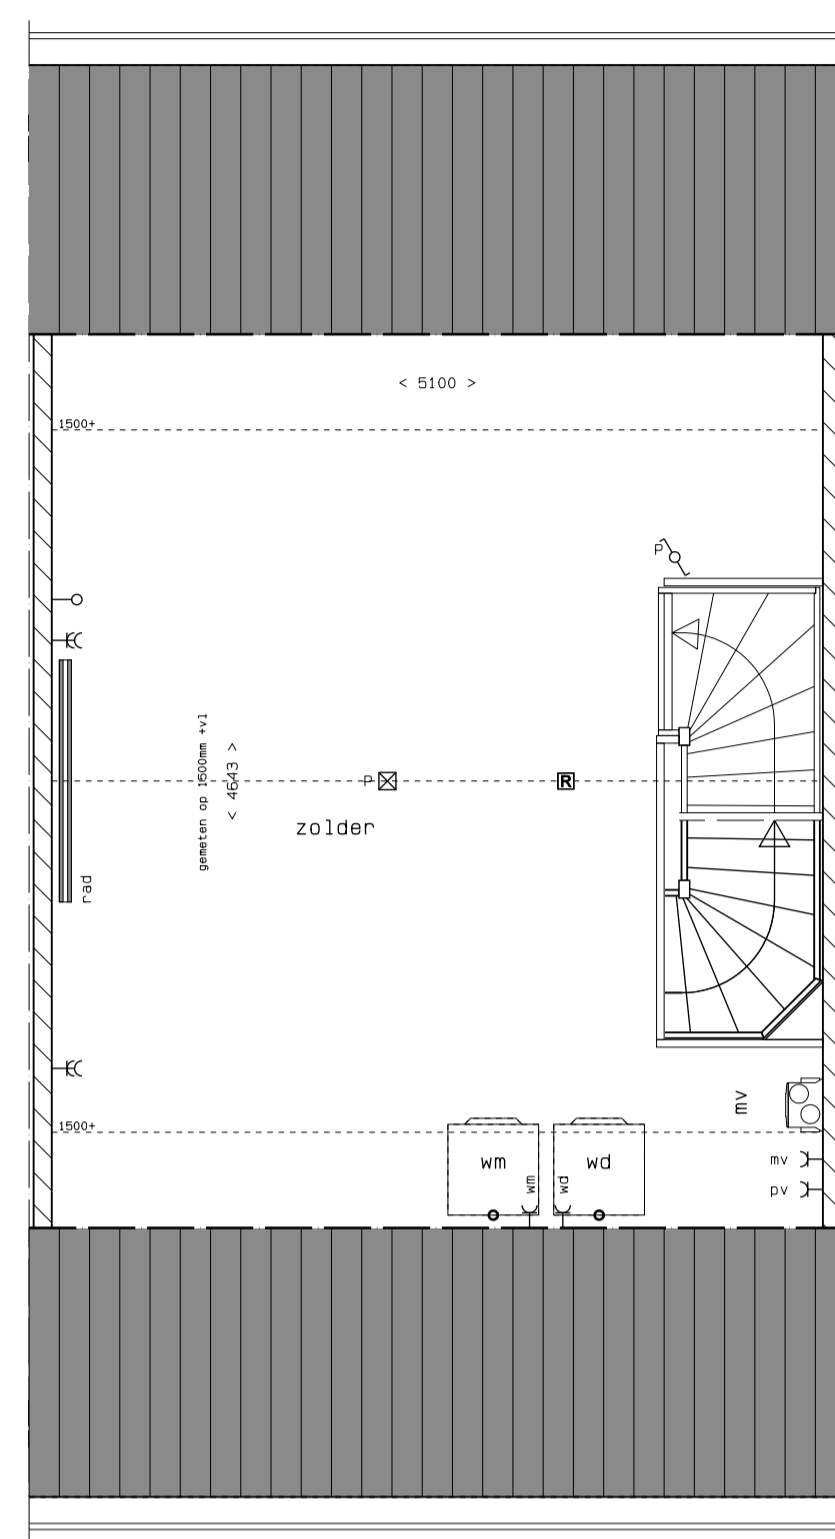 < 5100 >
1500+
P
gemeten op 1500mm +vl
< 4643 >
P
R
zolder
rad
mv
1500+
wm
wd
wm
wd
mv
pv